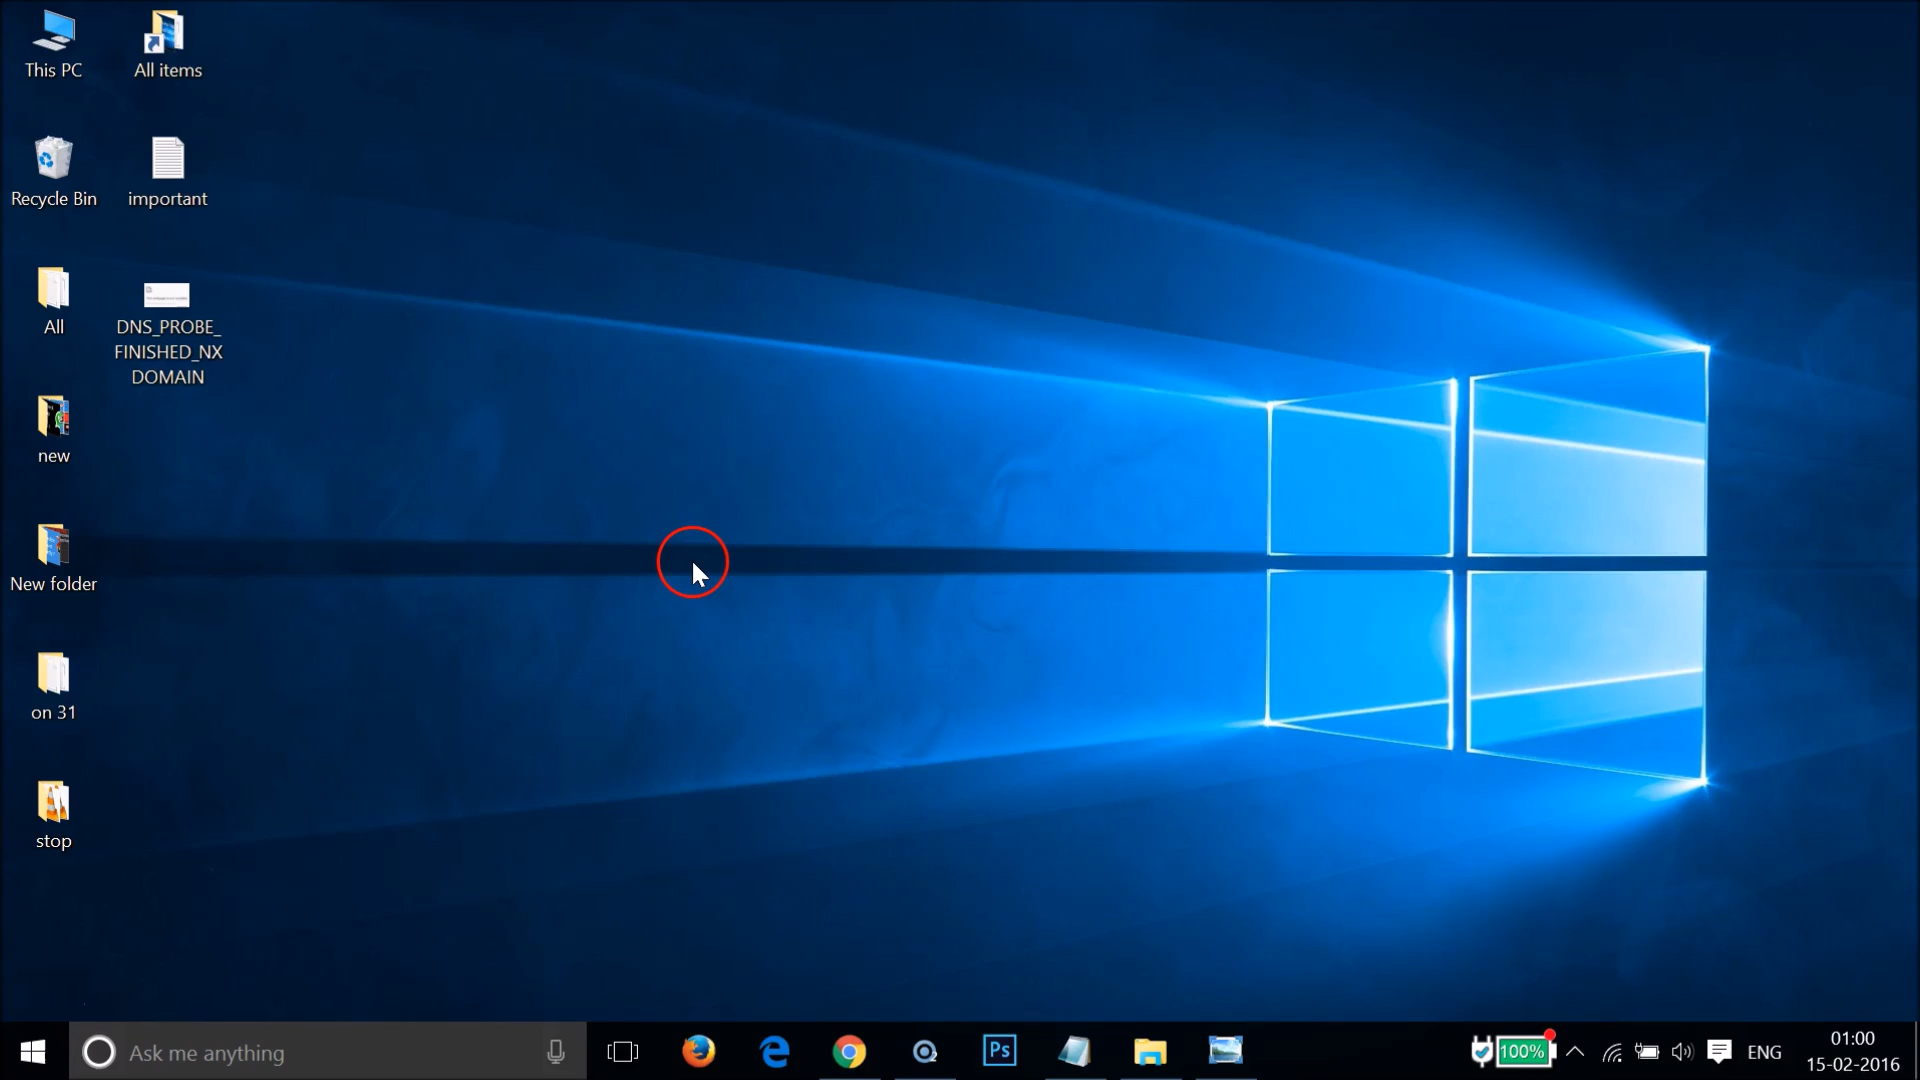 This PC
All items
Recycle Bin
important
All
DNS_PROBE_
FINISHED_NX
DOMAIN
new
New folder
on 31
stop
Ask me anything
Ps
100%
ENG
01:00
15-02-2016